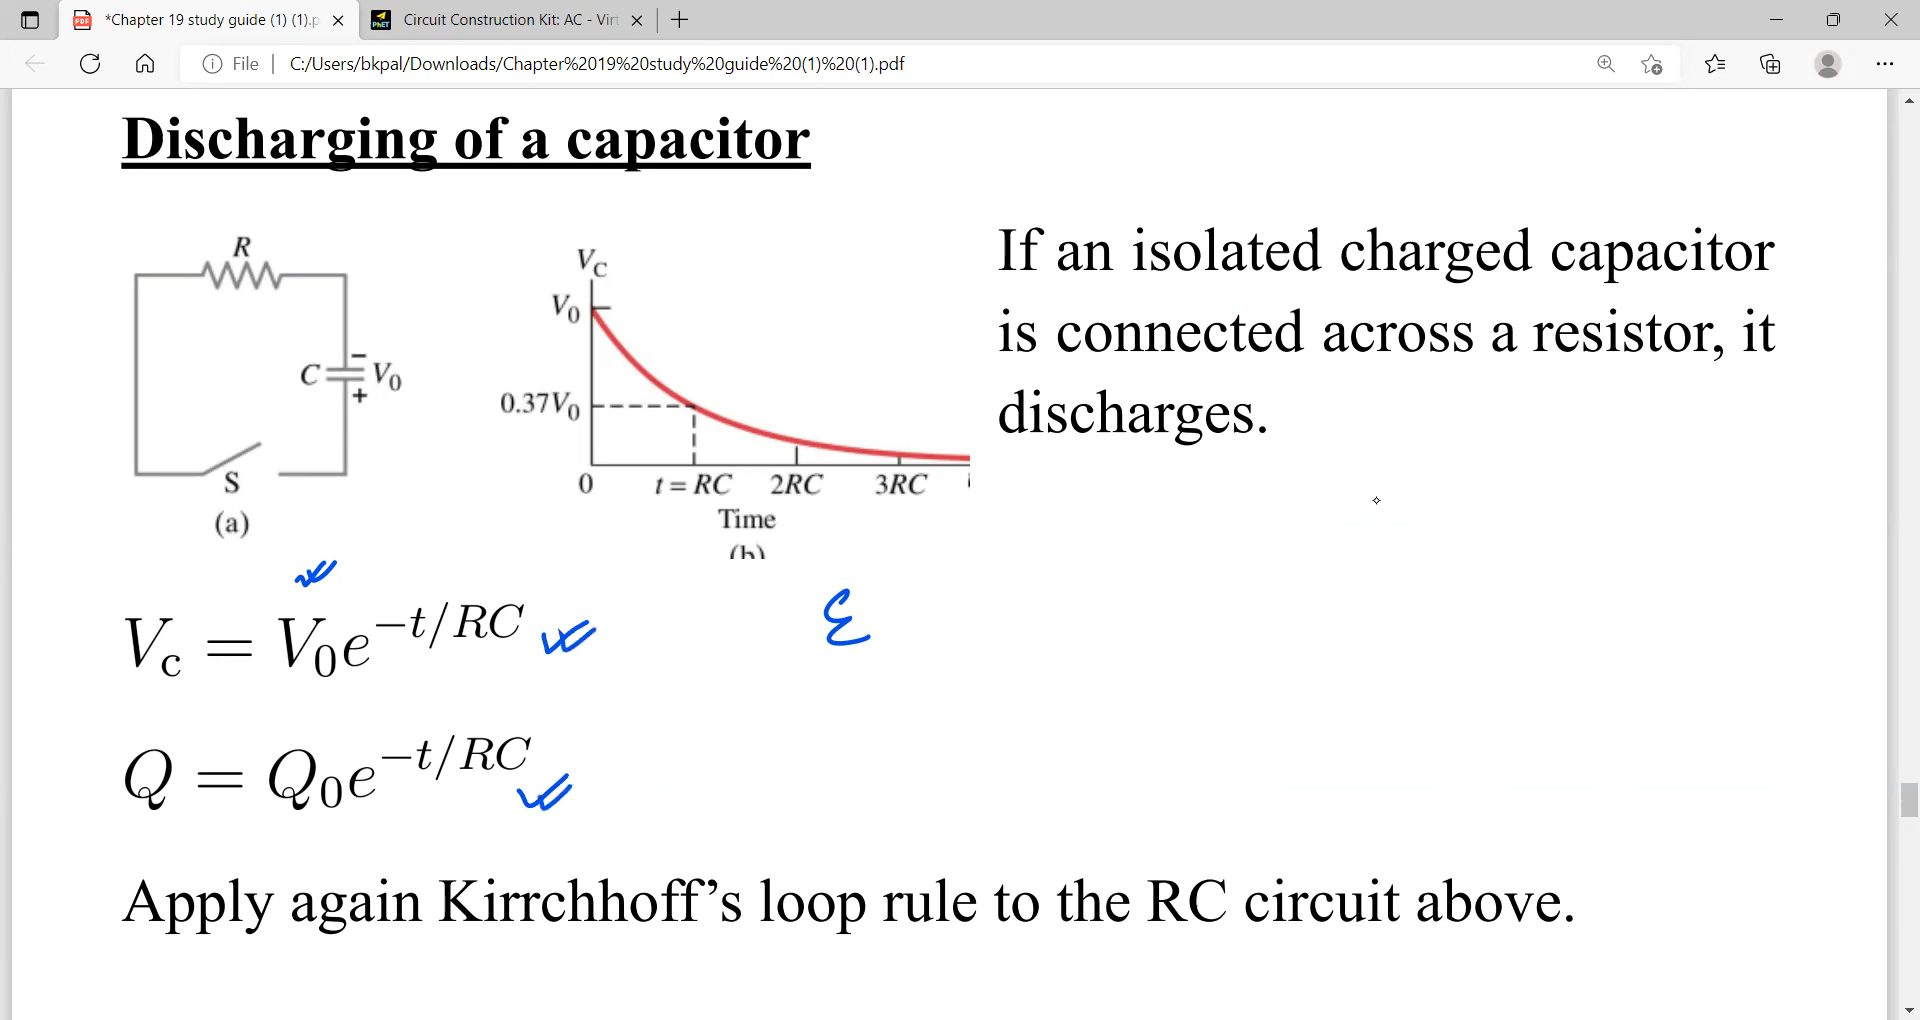 *Chapter 19 study guide (1) (1).p
Circuit Construction Kit: AC - Virt
File
C:/Users/bkpal/Downloads/Chapter%2019%20study%20guide%20(1)%20(1).pdf
Discharging of a capacitor
R
C
−
V₀
+
S
(a)
V_C
V₀
0.37V₀
0 t = RC 2RC 3RC
Time
(b)
If an isolated charged capacitor
is connected across a resistor, it
discharges.
V_c = V₀e^{−t/RC}
ℰ
Q = Q₀e^{−t/RC}
Apply again Kirrchhoff’s loop rule to the RC circuit above.